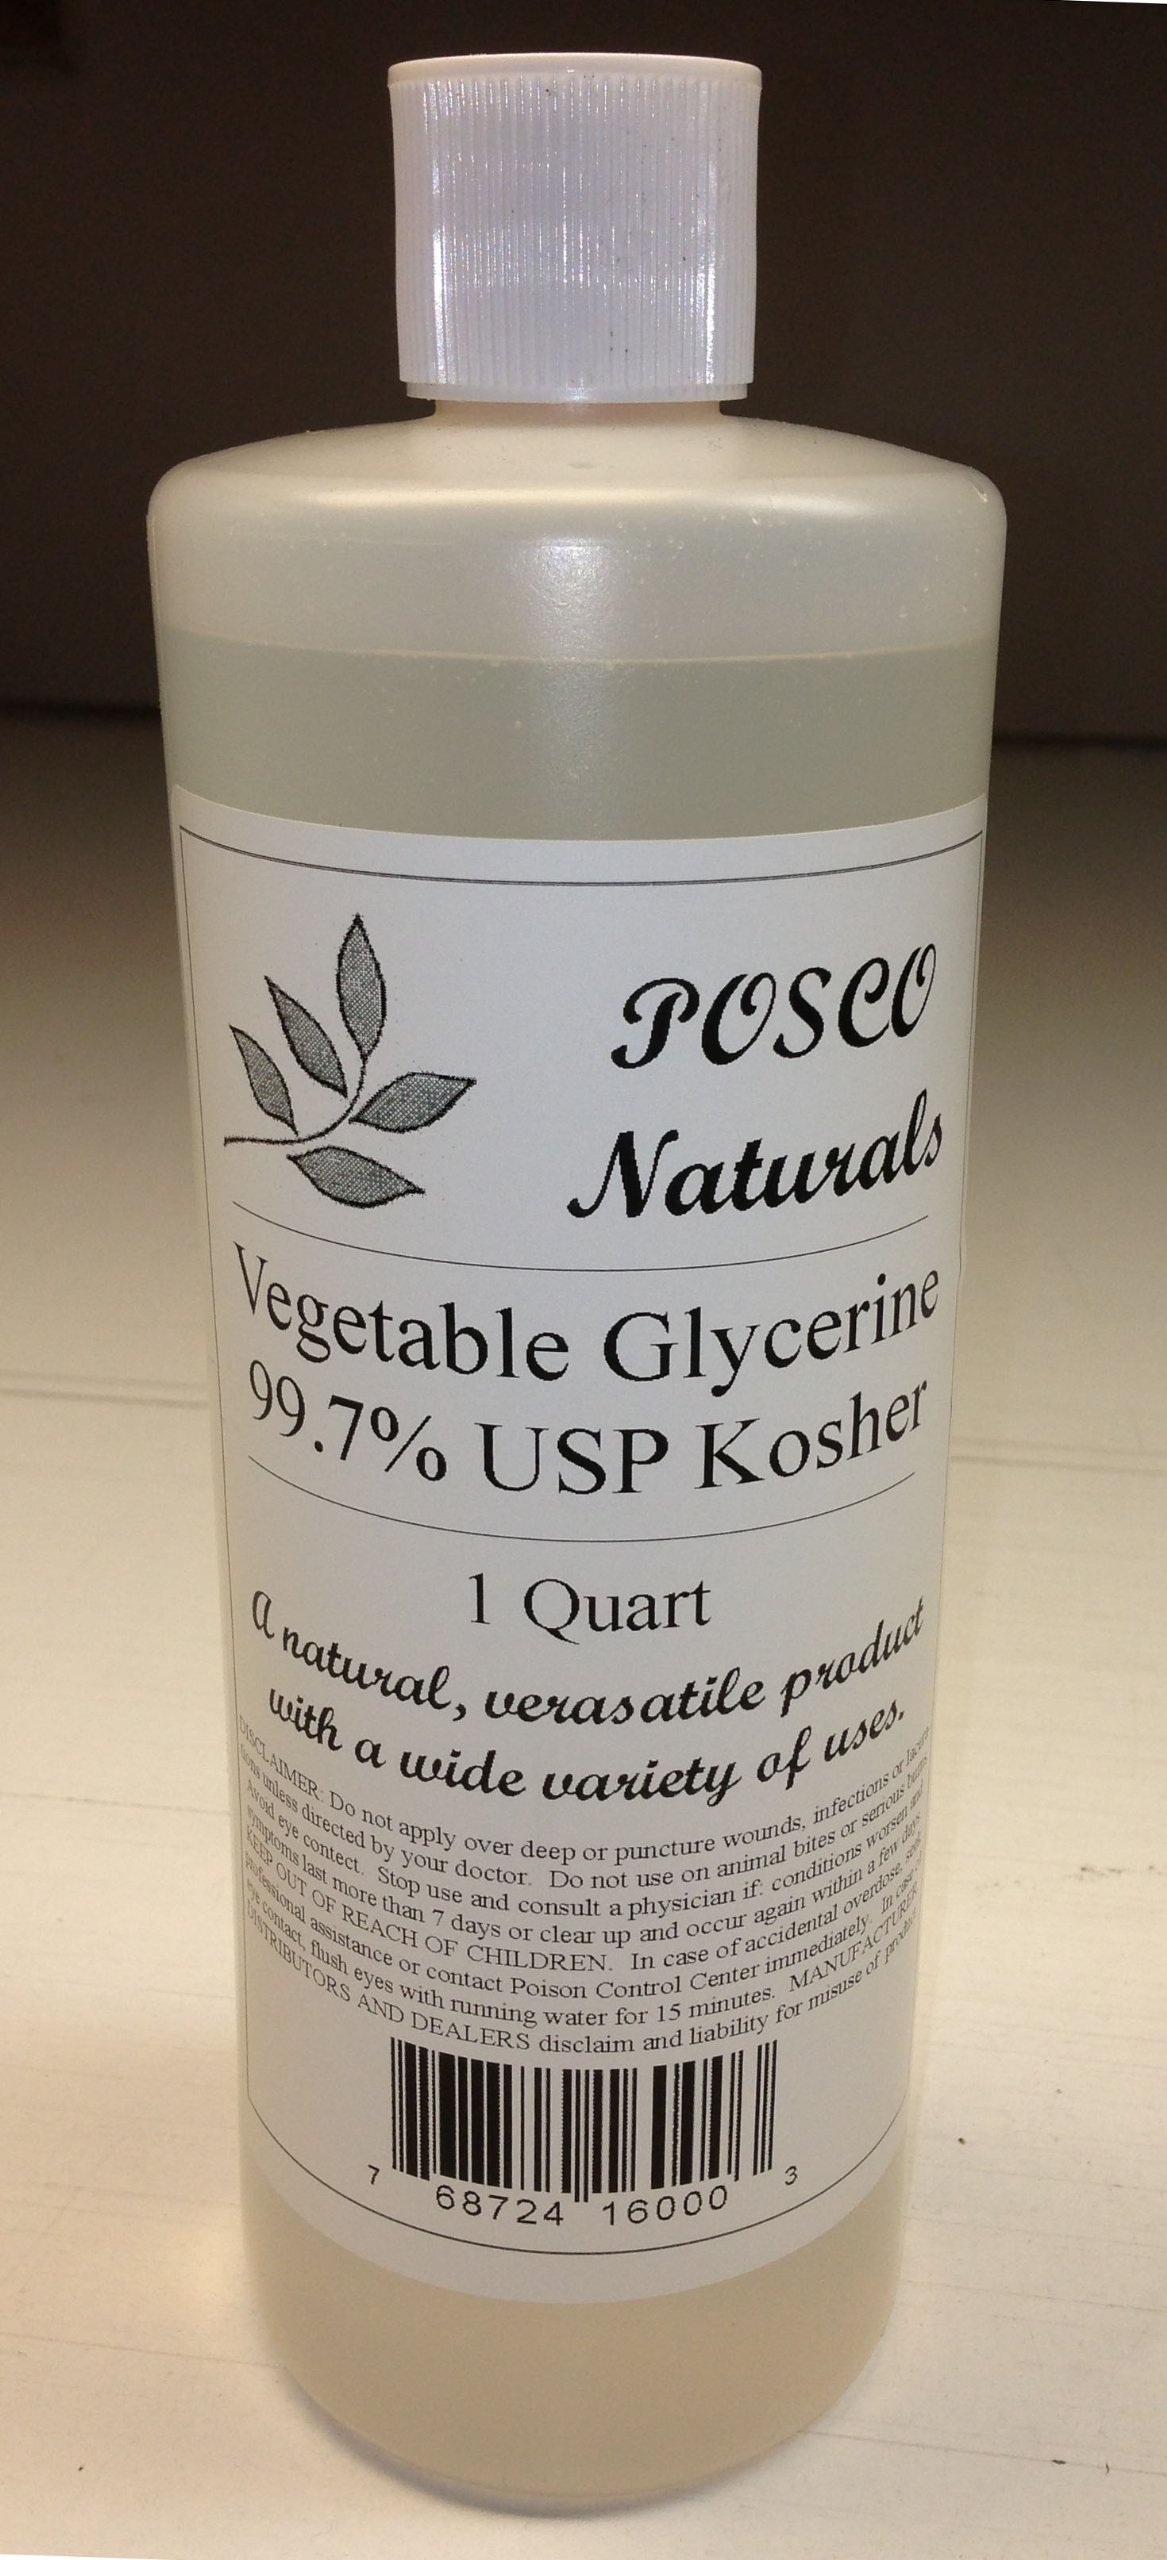 POSCO
Naturals
Vegetable Glycerine
99.7% USP Kosher
1 Quart
A natural, verasatile product
with a wide variety of uses.
DISCLAIMER: Do not apply over deep or puncture wounds, infections or lacera-
tions unless directed by your doctor. Do not use on animal bites or serious burns
Avoid eye contect. Stop use and consult a physician if: conditions worsen and
symptoms last more than 7 days or clear up and occur again within a few days.
KEEP OUT OF REACH OF CHILDREN. In case of accidental overdose, seek
professional assistance or contact Poison Control Center immediately. In case of
eye contact, flush eyes with running water for 15 minutes. MANUFACTURER
DISTRIBUTORS AND DEALERS disclaim and liability for misuse of product
7 68724 16000 3